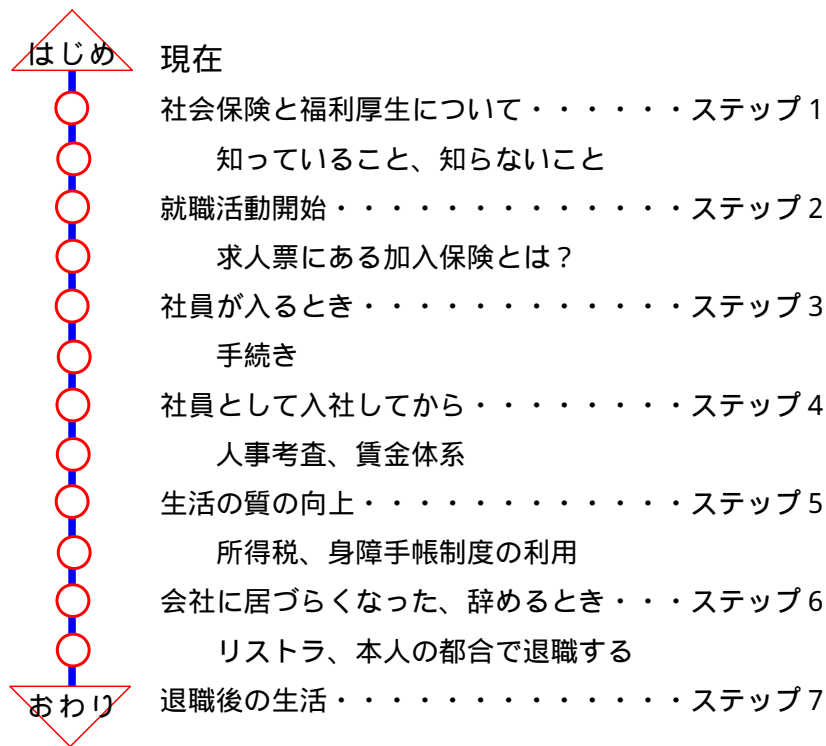 はじめ
現在
社会保険と福利厚生について・・・・・・ステップ1
知っていること、知らないこと
就職活動開始・・・・・・・・・・・・・ステップ2
求人票にある加入保険とは？
社員が入るとき・・・・・・・・・・・・ステップ3
手続き
社員として入社してから・・・・・・・・ステップ4
人事考査、賃金体系
生活の質の向上・・・・・・・・・・・・ステップ5
所得税、身障手帳制度の利用
会社に居づらくなった、辞めるとき・・・ステップ6
リストラ、本人の都合で退職する
おわり
退職後の生活・・・・・・・・・・・・・ステップ7